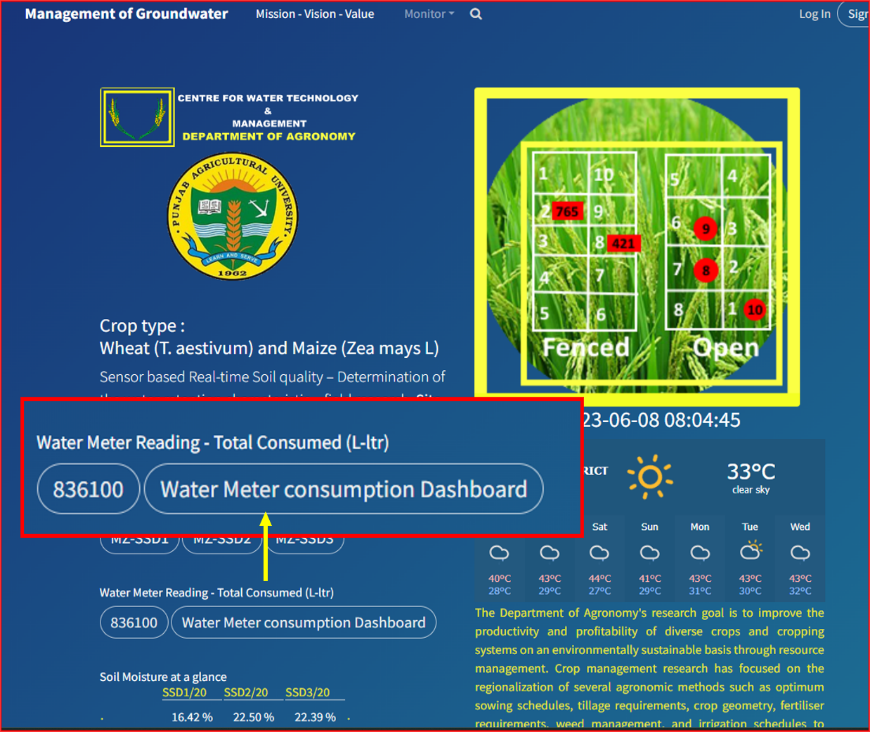 Management of Groundwater Mission - Vision - Value Monitor Log In Sign
CENTRE FOR WATER TECHNOLOGY
&
MANAGEMENT
DEPARTMENT OF AGRONOMY
PUNJAB AGRICULTURAL UNIVERSITY
LEARN AND SERVE
1962
Crop type :
Wheat (T. aestivum) and Maize (Zea mays L)
Sensor based Real-time Soil quality – Determination of
Water Meter Reading - Total Consumed (L-ltr)
836100 Water Meter consumption Dashboard
MZ-SSD1 MZ-SSD2 MZ-SSD3
Water Meter Reading - Total Consumed (L-ltr)
836100 Water Meter consumption Dashboard
Soil Moisture at a glance
SSD1/20 SSD2/20 SSD3/20
16.42 % 22.50 % 22.39 %
1 10 5 4
2 765 9 6 9 3
3 8 421 7 8 2
4 7 8 1 10
5 6
Fenced Open
23-06-08 08:04:45
RICT 33°C
clear sky
Sat Sun Mon Tue Wed
40°C 43°C 44°C 41°C 43°C 43°C 43°C
28°C 29°C 27°C 29°C 31°C 30°C 32°C
The Department of Agronomy's research goal is to improve the
productivity and profitability of diverse crops and cropping
systems on an environmentally sustainable basis through resource
management. Crop management research has focused on the
regionalization of several agronomic methods such as optimum
sowing schedules, tillage requirements, crop geometry, fertiliser
requirements, weed management, and irrigation schedules to